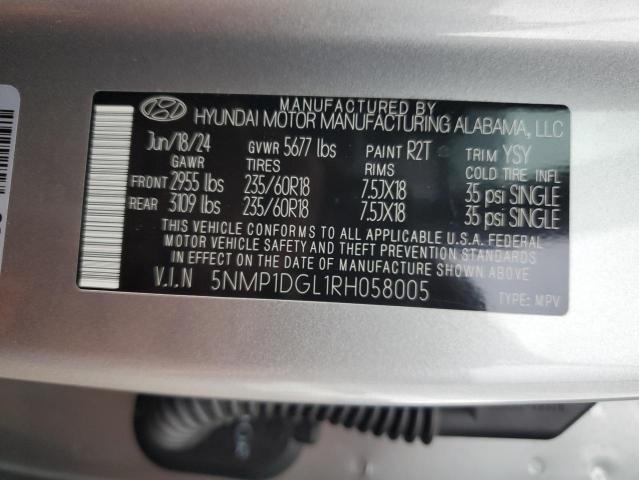 MANUFACTURED BY
HYUNDAI MOTOR MANUFACTURING ALABAMA, LLC
Jun/18/24 GVWR 5677 lbs PAINT R2T TRIM YSY
GAWR TIRES RIMS COLD TIRE INFL
FRONT 2955 lbs 235/60R18 7.5JX18 35 psi SINGLE
REAR 3109 lbs 235/60R18 7.5JX18 35 psi SINGLE
THIS VEHICLE CONFORMS TO ALL APPLICABLE U.S.A. FEDERAL
MOTOR VEHICLE SAFETY AND THEFT PREVENTION STANDARDS
IN EFFECT ON THE DATE OF MANUFACTURE SHOWN ABOVE.
V.I.N 5NMP1DGL1RH058005 TYPE: MPV